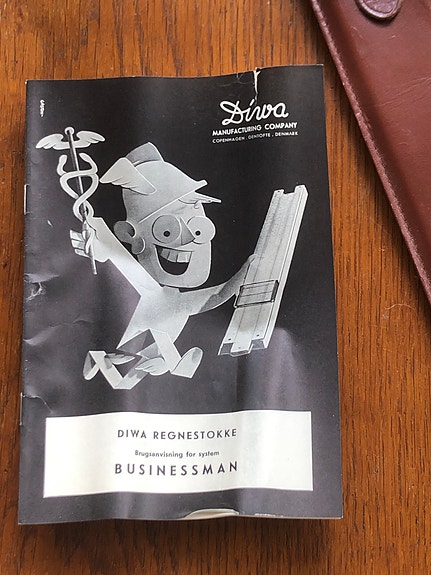 Diwa
MANUFACTURING COMPANY
COPENHAGEN . GENTOFTE . DENMARK
DIWA REGNESTOKKE
Brugsanvisning for system
BUSINESSMAN